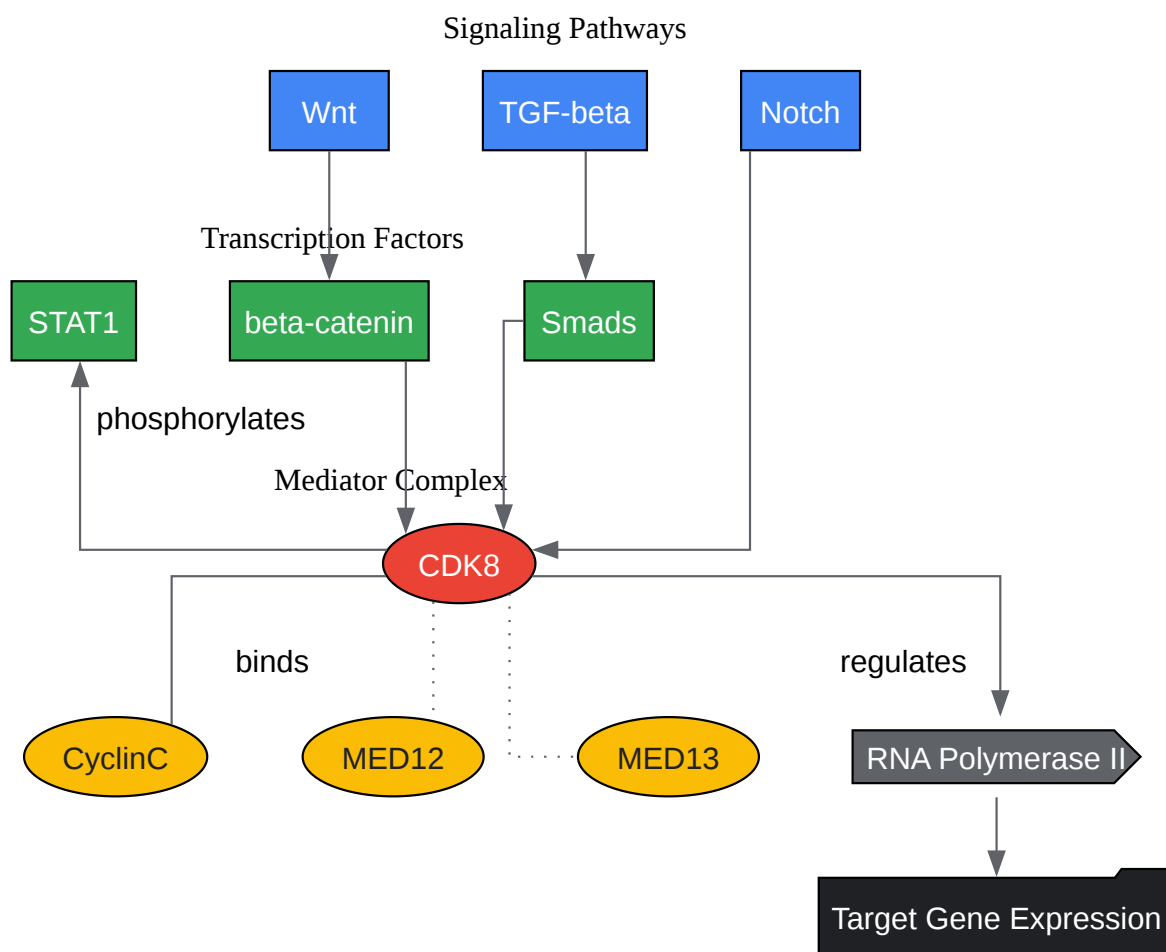 Signaling Pathways
Wnt
TGF-beta
Notch
Transcription Factors
STAT1
beta-catenin
Smads
phosphorylates
Mediator Complex
CDK8
binds
regulates
CyclinC
MED12
MED13
RNA Polymerase II
Target Gene Expression